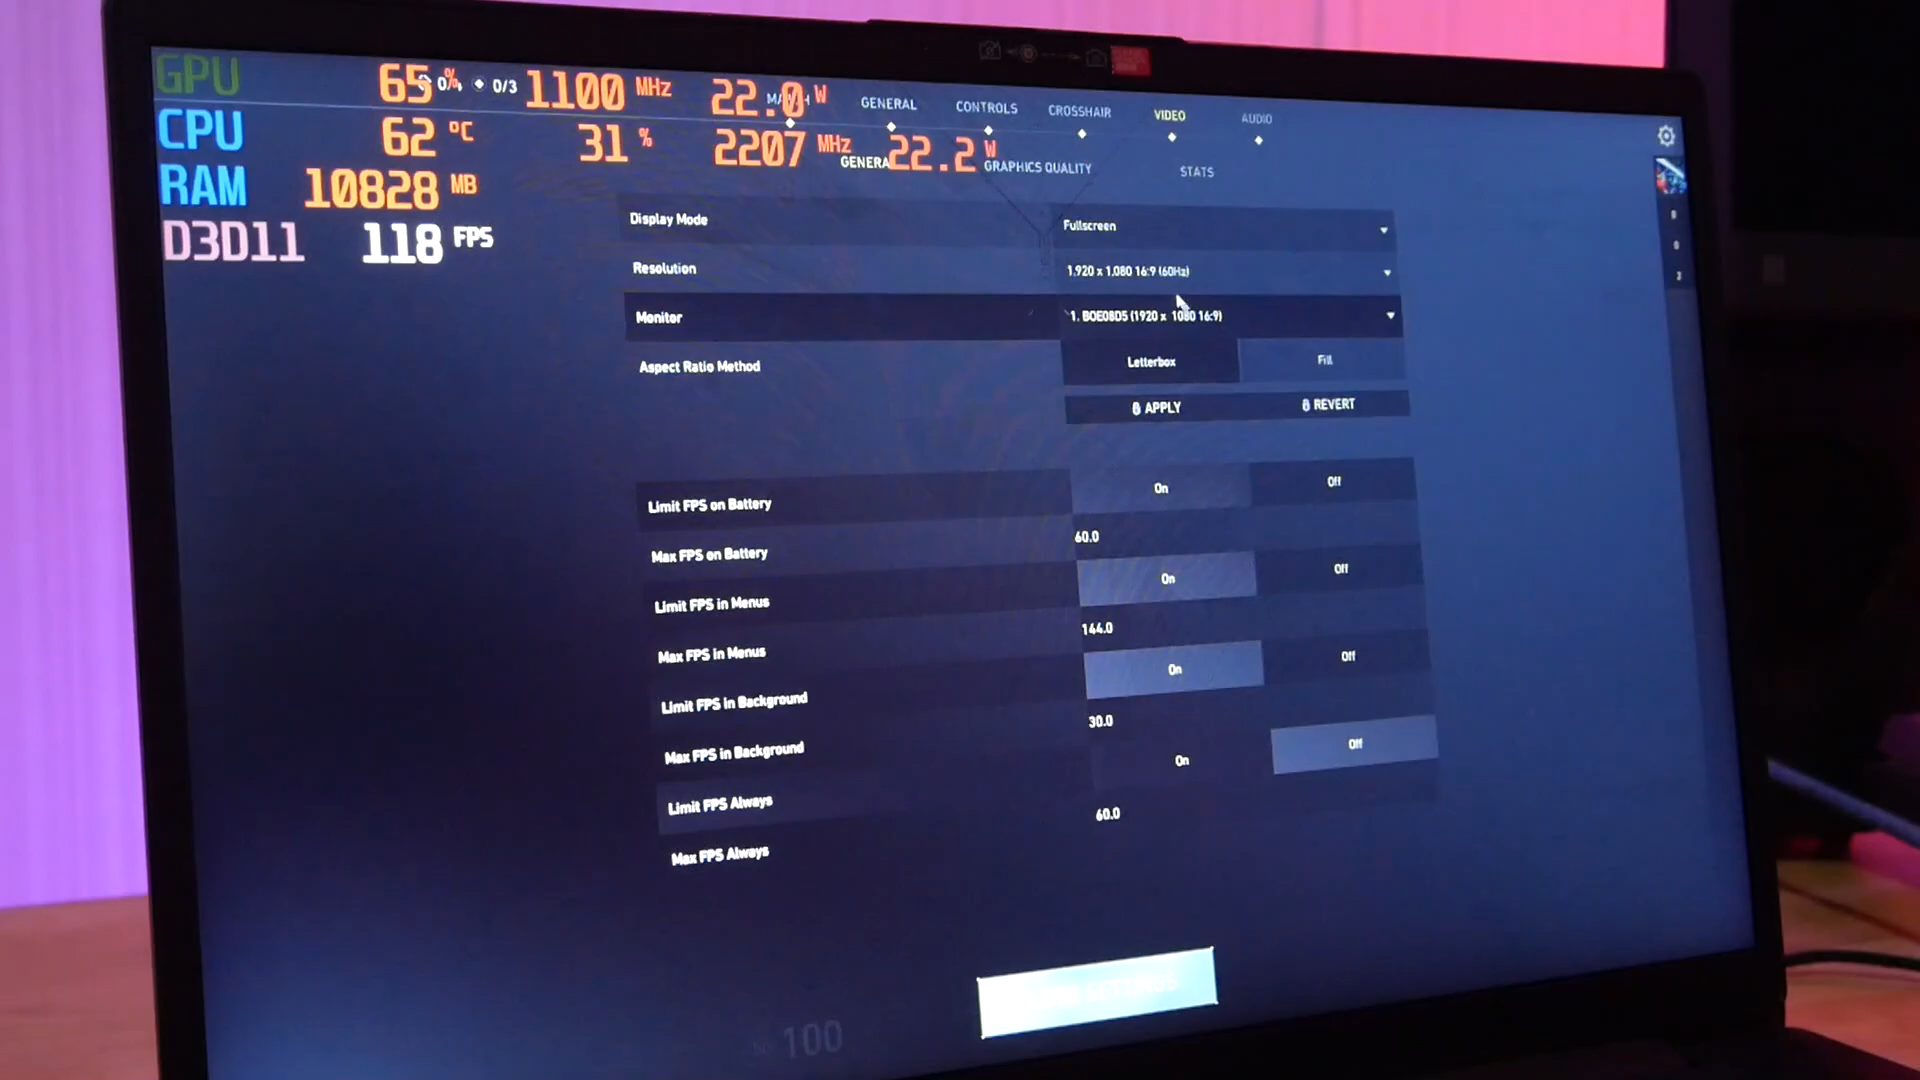 GPU 65 % 0% 0/3 1100 MHz 22.0 W GENERAL CONTROLS CROSSHAIR VIDEO AUDIO
CPU 62 °C 31 % 2207 MHz 22.2 W GRAPHICS QUALITY STATS
RAM 10828 MB
D3D11 118 FPS
Display Mode Fullscreen
Resolution 1.920 x 1.080 16:9 (60Hz)
Monitor 1. BOE08D5 (1920 x 1080 16:9)
Aspect Ratio Method Letterbox Fill
APPLY REVERT
Limit FPS on Battery On Off
Max FPS on Battery 60.0
Limit FPS in Menus On Off
Max FPS in Menus 144.0
Limit FPS in Background On Off
Max FPS in Background 30.0
Limit FPS Always On Off
Max FPS Always 60.0
100